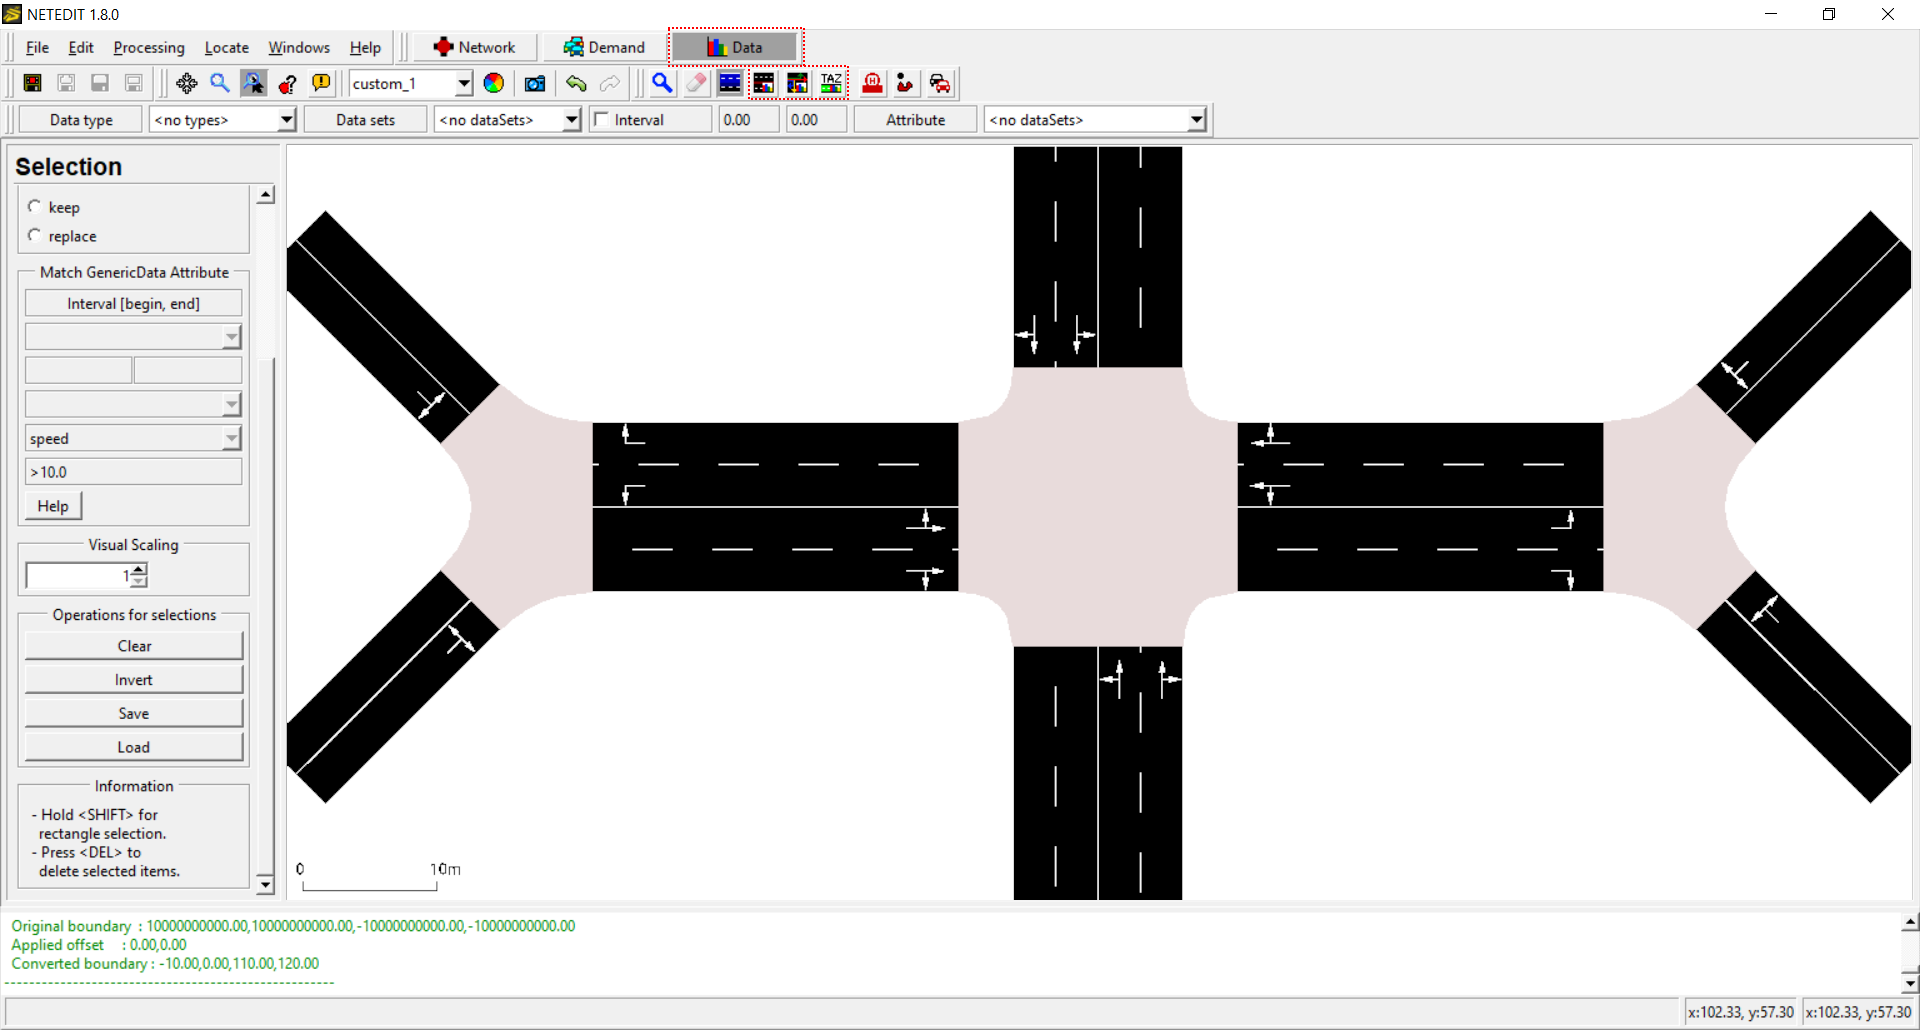 NETEDIT 1.8.0
File Edit Processing Locate Windows Help Network Demand Data
custom_1 TAZ
Data type <no types> Data sets <no dataSets> Interval 0.00 0.00 Attribute <no dataSets>
Selection
keep
replace
Match GenericData Attribute
Interval [begin, end]
speed
>10.0
Help
Visual Scaling
1
Operations for selections
Clear
Invert
Save
Load
Information
- Hold <SHIFT> for
rectangle selection.
- Press <DEL> to
delete selected items.
0 10m
Original boundary : 10000000000.00,10000000000.00,-10000000000.00,-10000000000.00
Applied offset : 0.00,0.00
Converted boundary : -10.00,0.00,110.00,120.00
-----------------------------------------------------
x:102.33, y:57.30 x:102.33, y:57.30